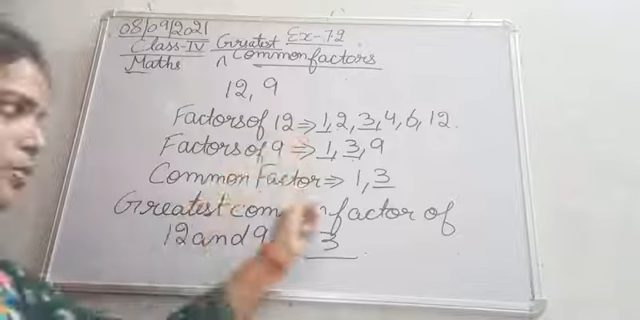 08/09/2021
Class-IV Greatest Ex-7.2
Maths ^ Common factors
12, 9
Factors of 12 ⇒ 1, 2, 3, 4, 6, 12.
Factors of 9 ⇒ 1, 3, 9
Common Factor ⇒ 1, 3
Greatest common factor of
12 and 9 3